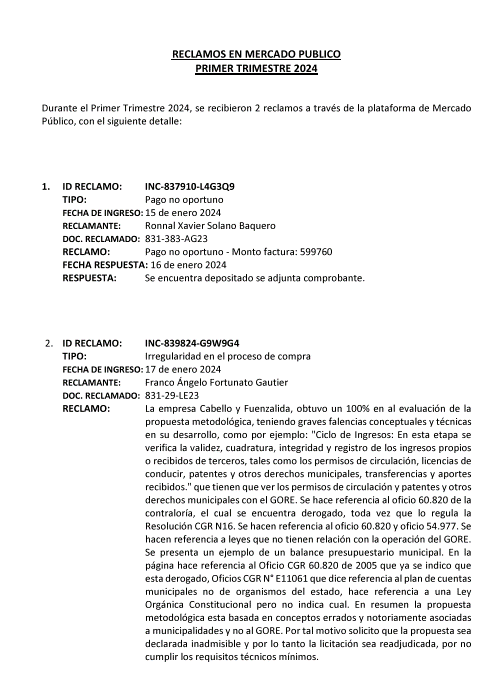 RECLAMOS EN MERCADO PUBLICO
PRIMER TRIMESTRE 2024
Durante el Primer Trimestre 2024, se recibieron 2 reclamos a través de la plataforma de Mercado
Público, con el siguiente detalle:
1. ID RECLAMO: INC-837910-L4G3Q9
TIPO: Pago no oportuno
FECHA DE INGRESO: 15 de enero 2024
RECLAMANTE: Ronnal Xavier Solano Baquero
DOC. RECLAMADO: 831-383-AG23
RECLAMO: Pago no oportuno - Monto factura: 599760
FECHA RESPUESTA: 16 de enero 2024
RESPUESTA: Se encuentra depositado se adjunta comprobante.
2. ID RECLAMO: INC-839824-G9W9G4
TIPO: Irregularidad en el proceso de compra
FECHA DE INGRESO: 17 de enero 2024
RECLAMANTE: Franco Ángelo Fortunato Gautier
DOC. RECLAMADO: 831-29-LE23
RECLAMO: La empresa Cabello y Fuenzalida, obtuvo un 100% en al evaluación de la
propuesta metodológica, teniendo graves falencias conceptuales y técnicas
en su desarrollo, como por ejemplo: "Ciclo de Ingresos: En esta etapa se
verifica la validez, cuadratura, integridad y registro de los ingresos propios
o recibidos de terceros, tales como los permisos de circulación, licencias de
conducir, patentes y otros derechos municipales, transferencias y aportes
recibidos." que tienen que ver los permisos de circulación y patentes y otros
derechos municipales con el GORE. Se hace referencia al oficio 60.820 de la
contraloría, el cual se encuentra derogado, toda vez que lo regula la
Resolución CGR N16. Se hacen referencia al oficio 60.820 y oficio 54.977. Se
hacen referencia a leyes que no tienen relación con la operación del GORE.
Se presenta un ejemplo de un balance presupuestario municipal. En la
página hace referencia al Oficio CGR 60.820 de 2005 que ya se indico que
esta derogado, Oficios CGR N° E11061 que dice referencia al plan de cuentas
municipales no de organismos del estado, hace referencia a una Ley
Orgánica Constitucional pero no indica cual. En resumen la propuesta
metodológica esta basada en conceptos errados y notoriamente asociadas
a municipalidades y no al GORE. Por tal motivo solicito que la propuesta sea
declarada inadmisible y por lo tanto la licitación sea readjudicada, por no
cumplir los requisitos técnicos mínimos.